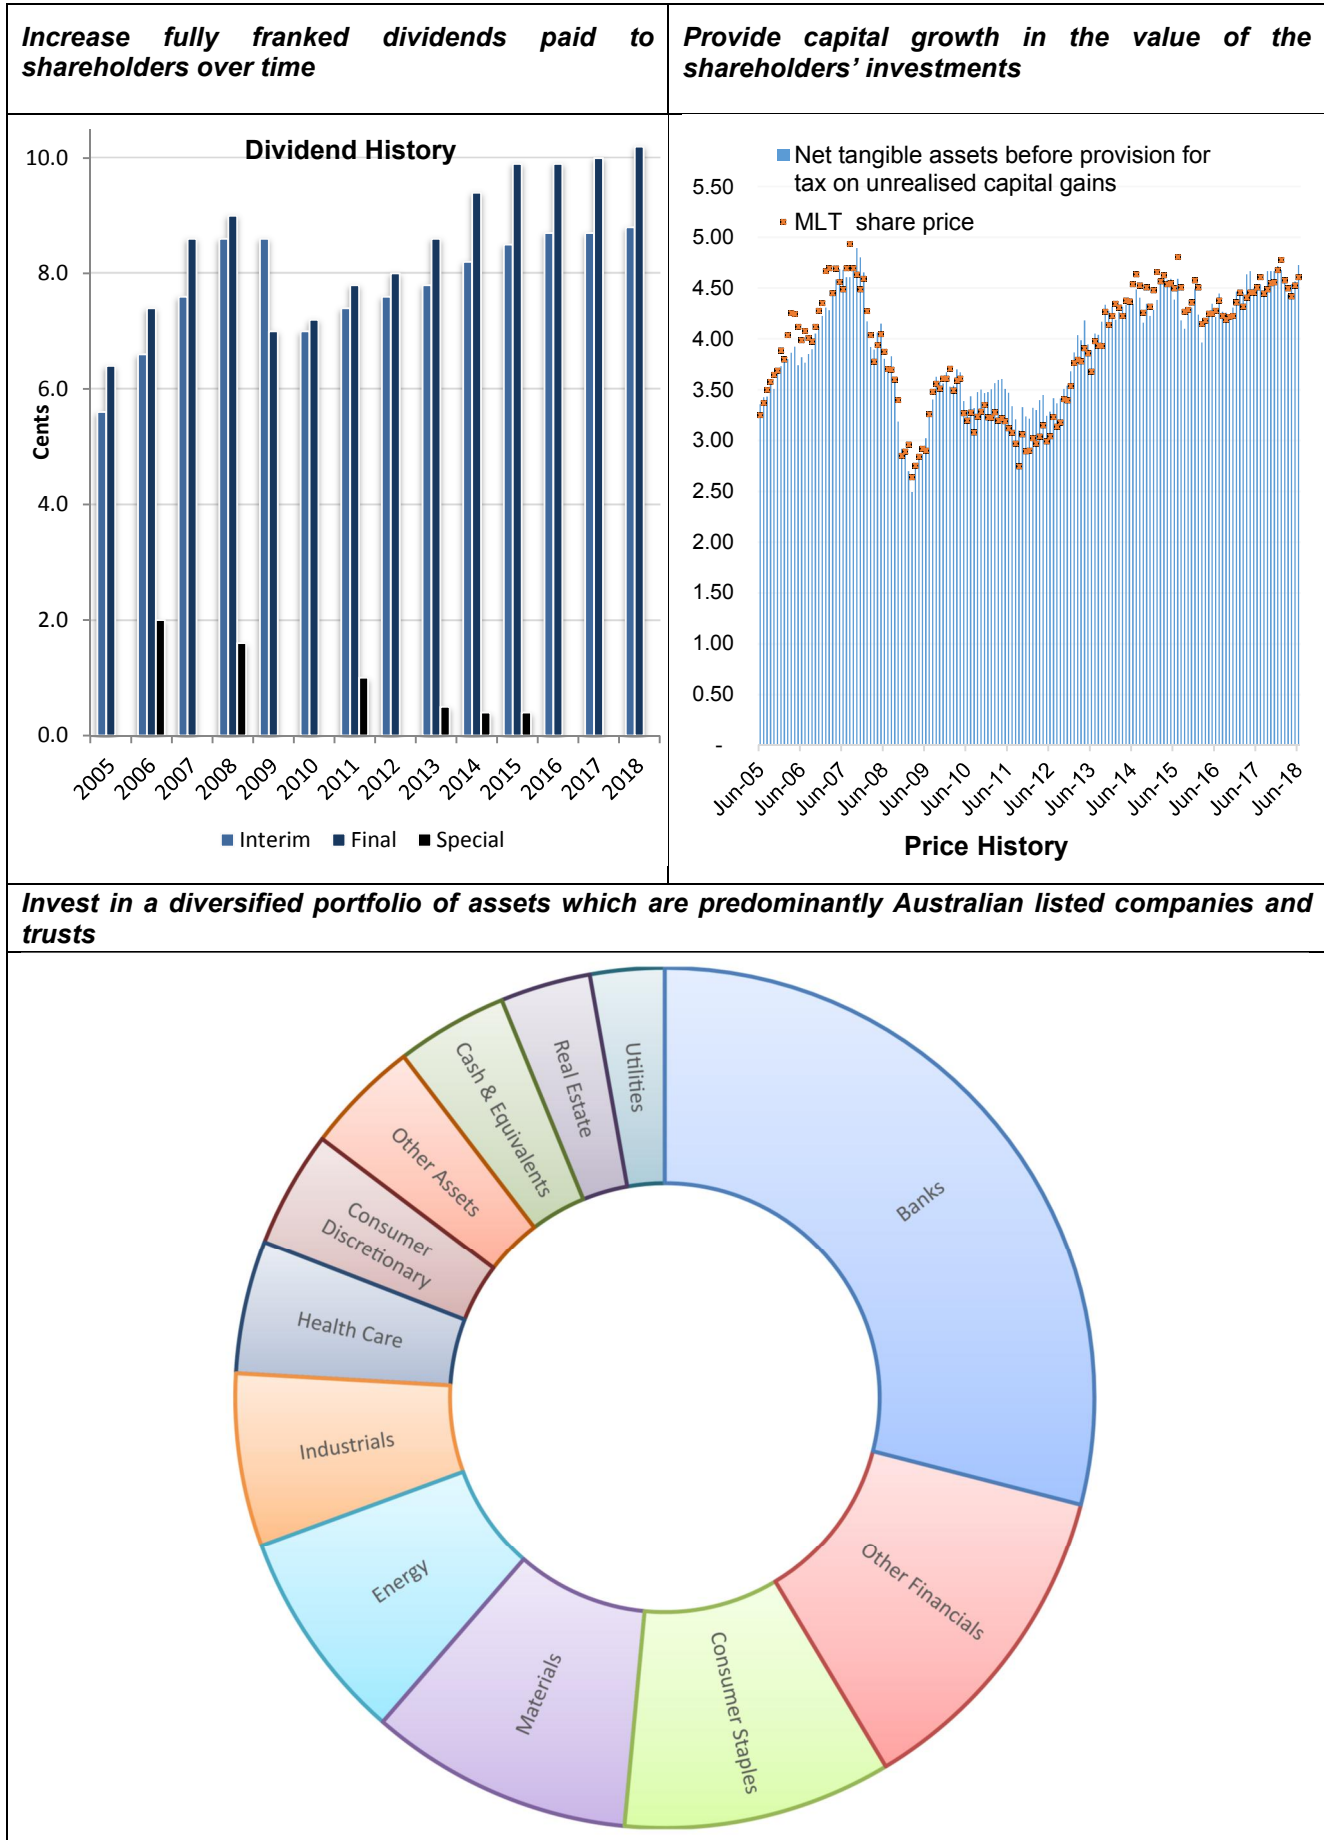 Increase fully franked dividends paid to
shareholders over time
Provide capital growth in the value of the
shareholders’ investments
Dividend History
10.0
8.0
6.0
4.0
2.0
0.0
Cents
2005
2006
2007
2008
2009
2010
2011
2012
2013
2014
2015
2016
2017
2018
Interim
Final
Special
Net tangible assets before provision for
tax on unrealised capital gains
MLT share price
5.50
5.00
4.50
4.00
3.50
3.00
2.50
2.00
1.50
1.00
0.50
-
Jun-05
Jun-06
Jun-07
Jun-08
Jun-09
Jun-10
Jun-11
Jun-12
Jun-13
Jun-14
Jun-15
Jun-16
Jun-17
Jun-18
Price History
Invest in a diversified portfolio of assets which are predominantly Australian listed companies and
trusts
Banks
Other Financials
Consumer Staples
Materials
Energy
Industrials
Health Care
Consumer
Discretionary
Other Assets
Cash & Equivalents
Real Estate
Utilities